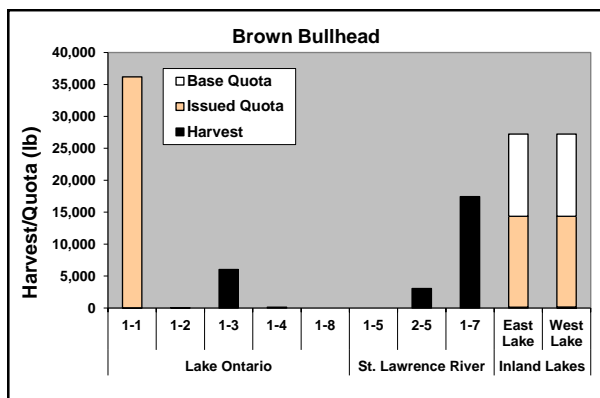 Brown Bullhead
Harvest/Quota (lb)
40,000
35,000
30,000
25,000
20,000
15,000
10,000
5,000
0
Base Quota
Issued Quota
Harvest
1-1 1-2 1-3 1-4 1-8 1-5 2-5 1-7 East Lake West Lake
Lake Ontario St. Lawrence River Inland Lakes